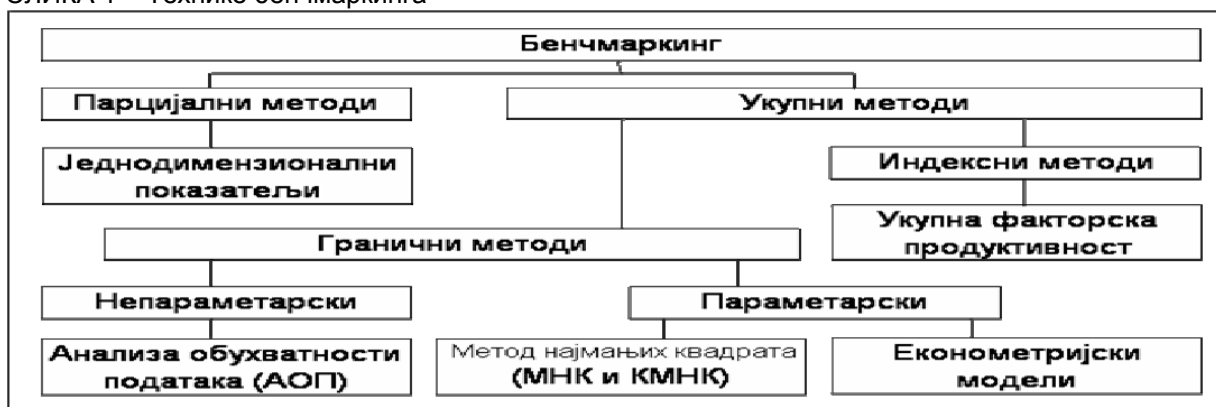 Бенчмаркинг
Парцијални методи
Укупни методи
Једнодимензионални
показатељи
Индексни методи
Укупна факторска
продуктивност
Гранични методи
Непараметарски
Параметарски
Анализа обухватности
података (АОП)
Метод најмањих квадрата
(МНК и КМНК)
Економетријски
модели